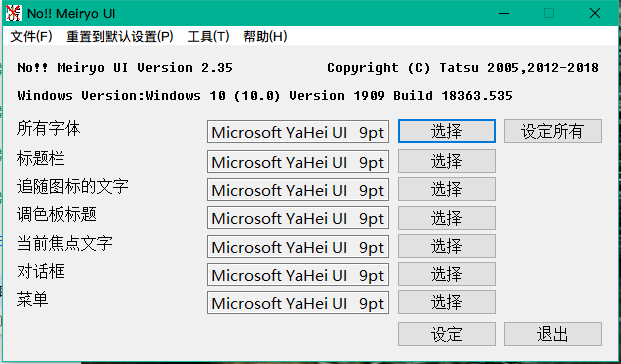 No!! Meiryo UI
文件(F) 重置到默认设置(P) 工具(T) 帮助(H)
No!! Meiryo UI Version 2.35 Copyright (C) Tatsu 2005,2012-2018
Windows Version:Windows 10 (10.0) Version 1909 Build 18363.535
所有字体 Microsoft YaHei UI 9pt 选择 设定所有
标题栏 Microsoft YaHei UI 9pt 选择
追随图标的文字 Microsoft YaHei UI 9pt 选择
调色板标题 Microsoft YaHei UI 9pt 选择
当前焦点文字 Microsoft YaHei UI 9pt 选择
对话框 Microsoft YaHei UI 9pt 选择
菜单 Microsoft YaHei UI 9pt 选择
设定 退出